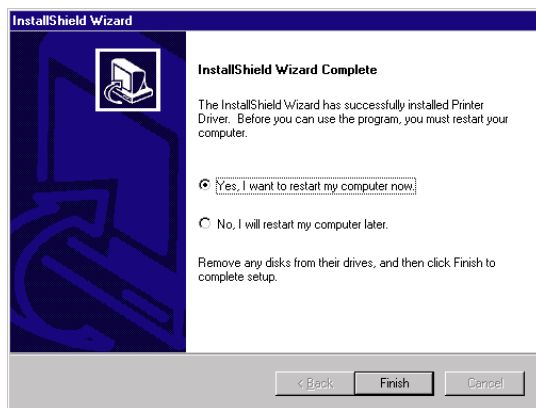 InstallShield Wizard
InstallShield Wizard Complete
The InstallShield Wizard has successfully installed Printer
Driver. Before you can use the program, you must restart your
computer.
Yes, I want to restart my computer now.
No, I will restart my computer later.
Remove any disks from their drives, and then click Finish to
complete setup.
< Back Finish Cancel